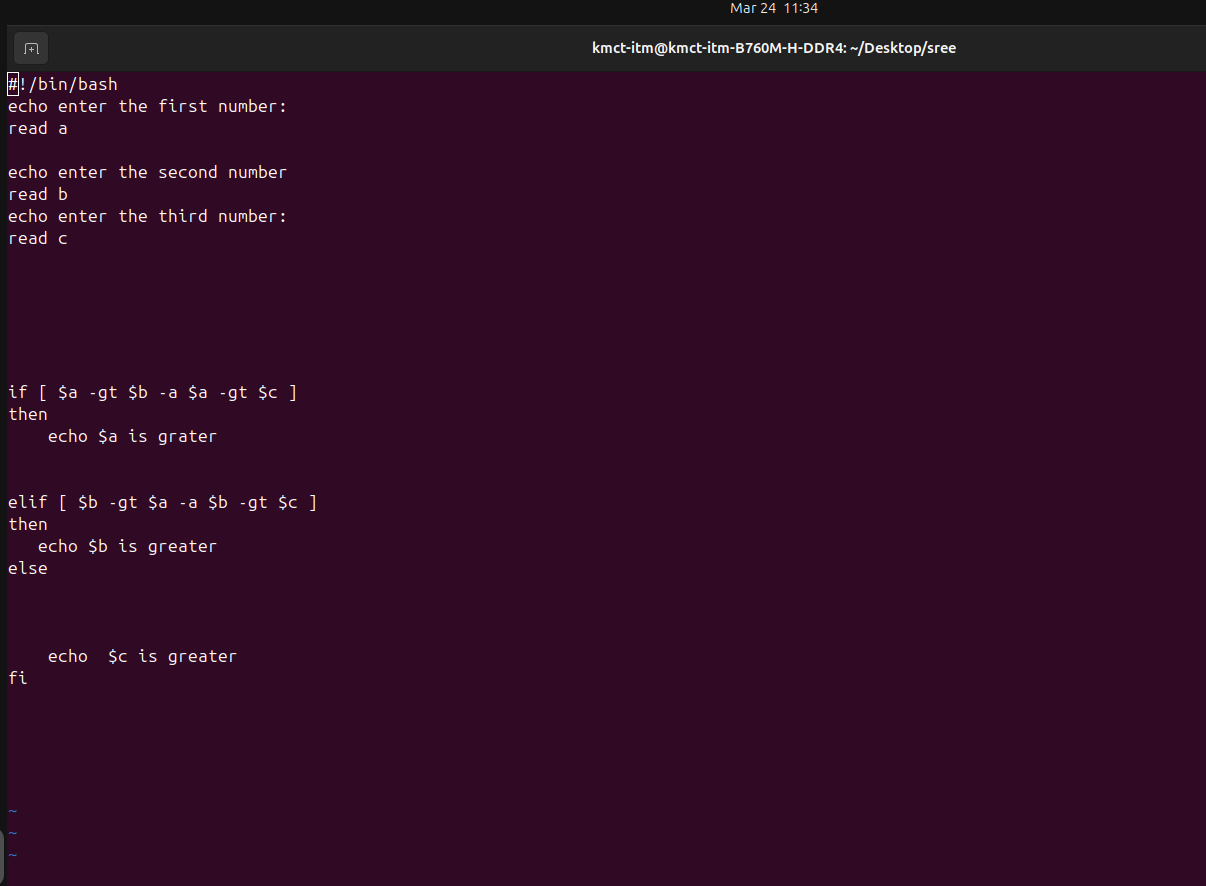 Mar 24 11:34
kmct-itm@kmct-itm-B760M-H-DDR4: ~/Desktop/sree
#!/bin/bash
echo enter the first number:
read a
echo enter the second number
read b
echo enter the third number:
read c
if [ $a -gt $b -a $a -gt $c ]
then
    echo $a is grater
elif [ $b -gt $a -a $b -gt $c ]
then
   echo $b is greater
else
    echo  $c is greater
fi
~
~
~